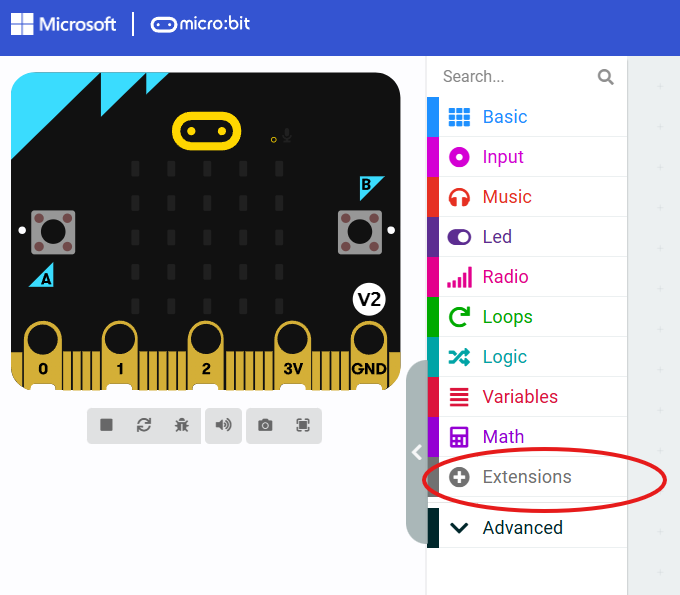 Microsoft micro:bit
Search...
Basic
Input
Music
Led
Radio
Loops
Logic
Variables
Math
Extensions
Advanced
B
A
V2
0 1 2 3V GND